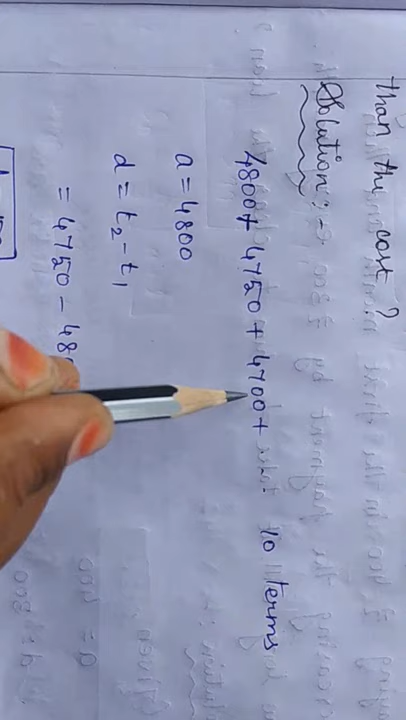 than the cost?
Solution:-
4800 + 4750 + 4700 + 10 terms
a = 4800
d = t₂ - t₁
= 4750 - 48